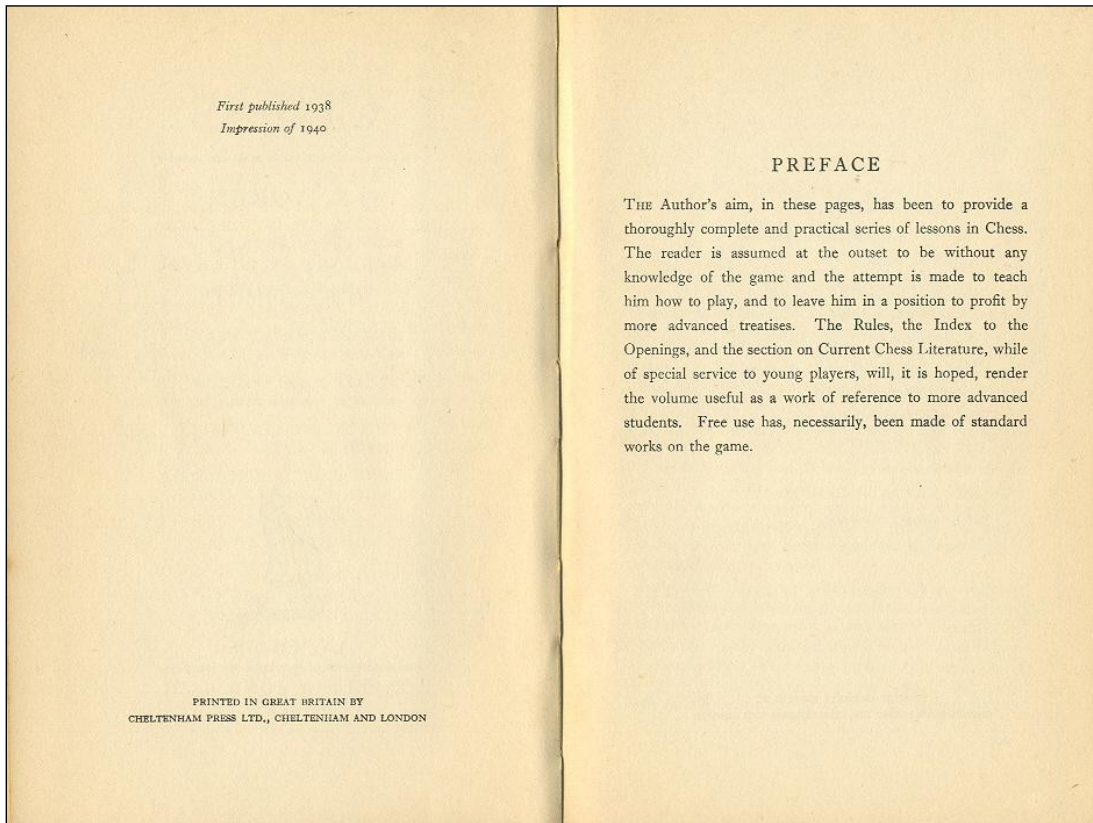 First published 1938
Impression of 1940
PRINTED IN GREAT BRITAIN BY
CHELTENHAM PRESS LTD., CHELTENHAM AND LONDON
PREFACE
THE Author's aim, in these pages, has been to provide a
thoroughly complete and practical series of lessons in Chess.
The reader is assumed at the outset to be without any
knowledge of the game and the attempt is made to teach
him how to play, and to leave him in a position to profit by
more advanced treatises. The Rules, the Index to the
Openings, and the section on Current Chess Literature, while
of special service to young players, will, it is hoped, render
the volume useful as a work of reference to more advanced
students. Free use has, necessarily, been made of standard
works on the game.